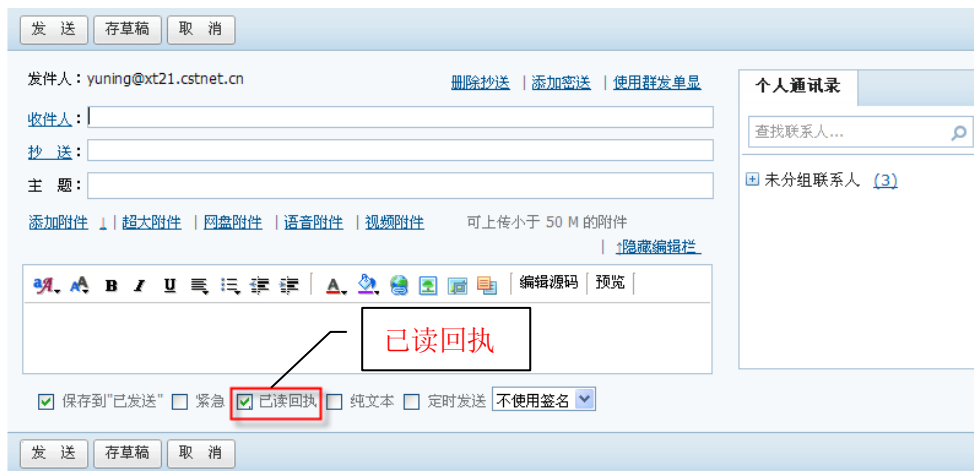 发 送 存草稿 取 消
发件人：yuning@xt21.cstnet.cn
删除抄送 | 添加密送 | 使用群发单显
收件人：
抄 送：
主 题：
添加附件 ↓ | 超大附件 | 网盘附件 | 语音附件 | 视频附件 可上传小于 50 M 的附件
| ↑隐藏编辑栏
B I U A 编辑源码 预览
已读回执
保存到"已发送" 紧急 已读回执 纯文本 定时发送 不使用签名
发 送 存草稿 取 消
个人通讯录
查找联系人...
未分组联系人 (3)